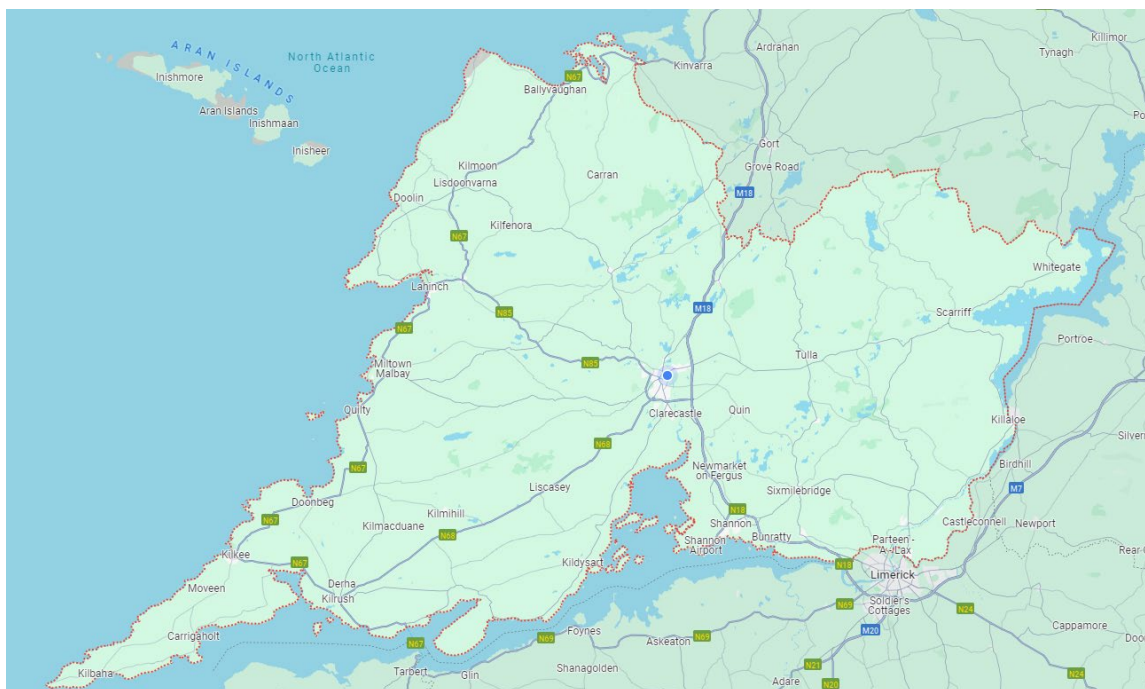 Ardrahan
Killimor
Tynagh
ARAN ISLANDS
North Atlantic
Ocean
Kinvarra
Inishmore
N67
Ballyvaughan
Aran Islands
Inishmaan
Inisheer
Gort
Grove Road
Kilmoon
Carran
Lisdoonvarna
M18
Doolin
Kilfenora
N67
Whitegate
Lahinch
M18
Scarriff
N85
N67
Portroe
Tulla
N85
Miltown
Malbay
Quilty
Clarecastle
Quin
Killaloe
N68
N67
Newmarket
on Fergus
Birdhill
M7
Liscasey
Sixmilebridge
Doonbeg
Kilmihill
N18
N67
Kilmacduane
Shannon
Castleconnell
Newport
N68
Bunratty
Parteen -
A -Lax
Shannon
Airport
Kilkee
N67
Kildysart
N18
Limerick
Derha
Moveen
Kilrush
N69
Soldier's
Cottages
N24
Foynes
Cappamore
Carrigaholt
N67
N69
Askeaton
N69
M20
Kilbaha
Tarbert
Glin
Shanagolden
N21
N24
Adare
N20